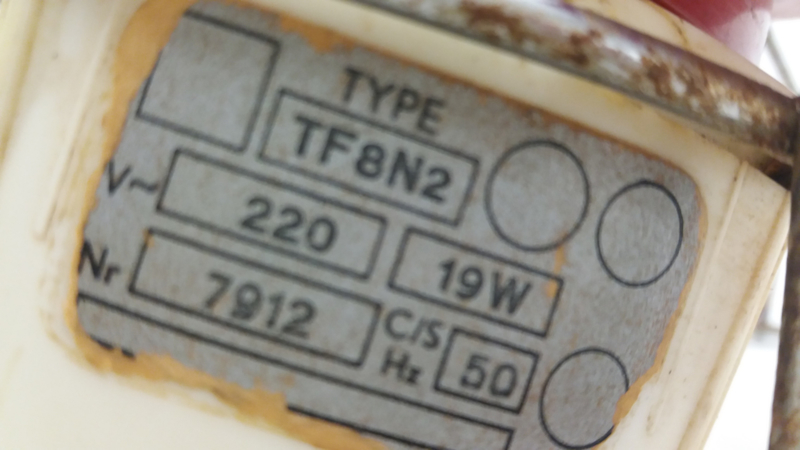 TYPE
TF8N2
V~ 220 19W
Nr 7912 C/S Hz 50